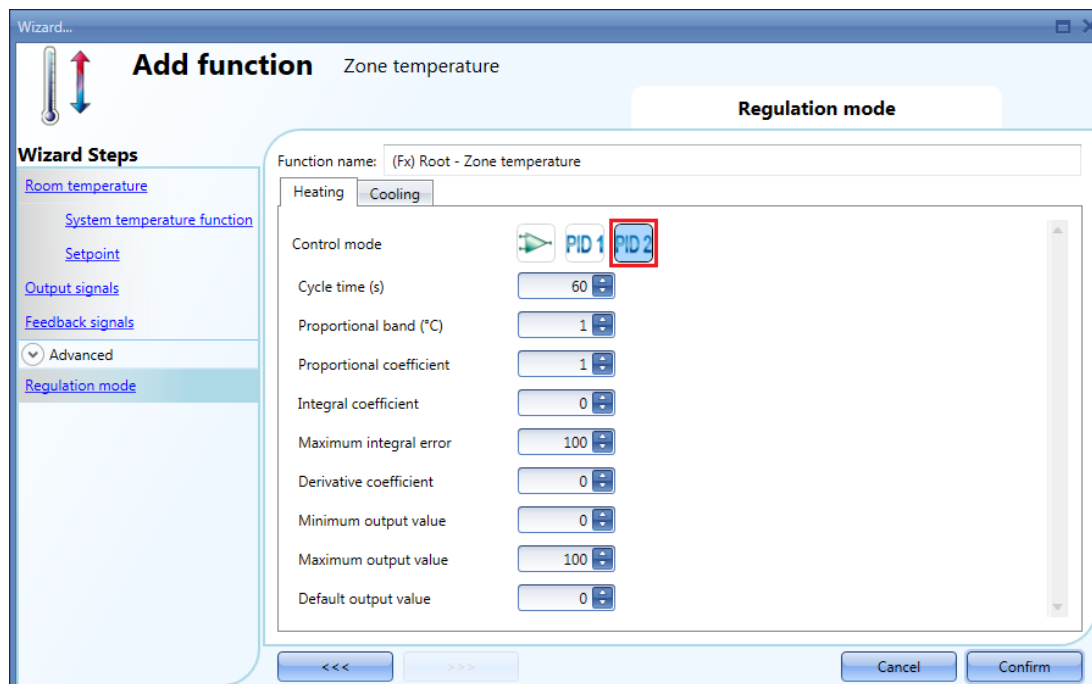 Wizard...
Add function Zone temperature
Regulation mode
Wizard Steps
Room temperature
System temperature function
Setpoint
Output signals
Feedback signals
Advanced
Regulation mode
Function name: (Fx) Root - Zone temperature
Heating Cooling
Control mode PID 1 PID 2
Cycle time (s) 60
Proportional band (°C) 1
Proportional coefficient 1
Integral coefficient 0
Maximum integral error 100
Derivative coefficient 0
Minimum output value 0
Maximum output value 100
Default output value 0
<<< >>> Cancel Confirm